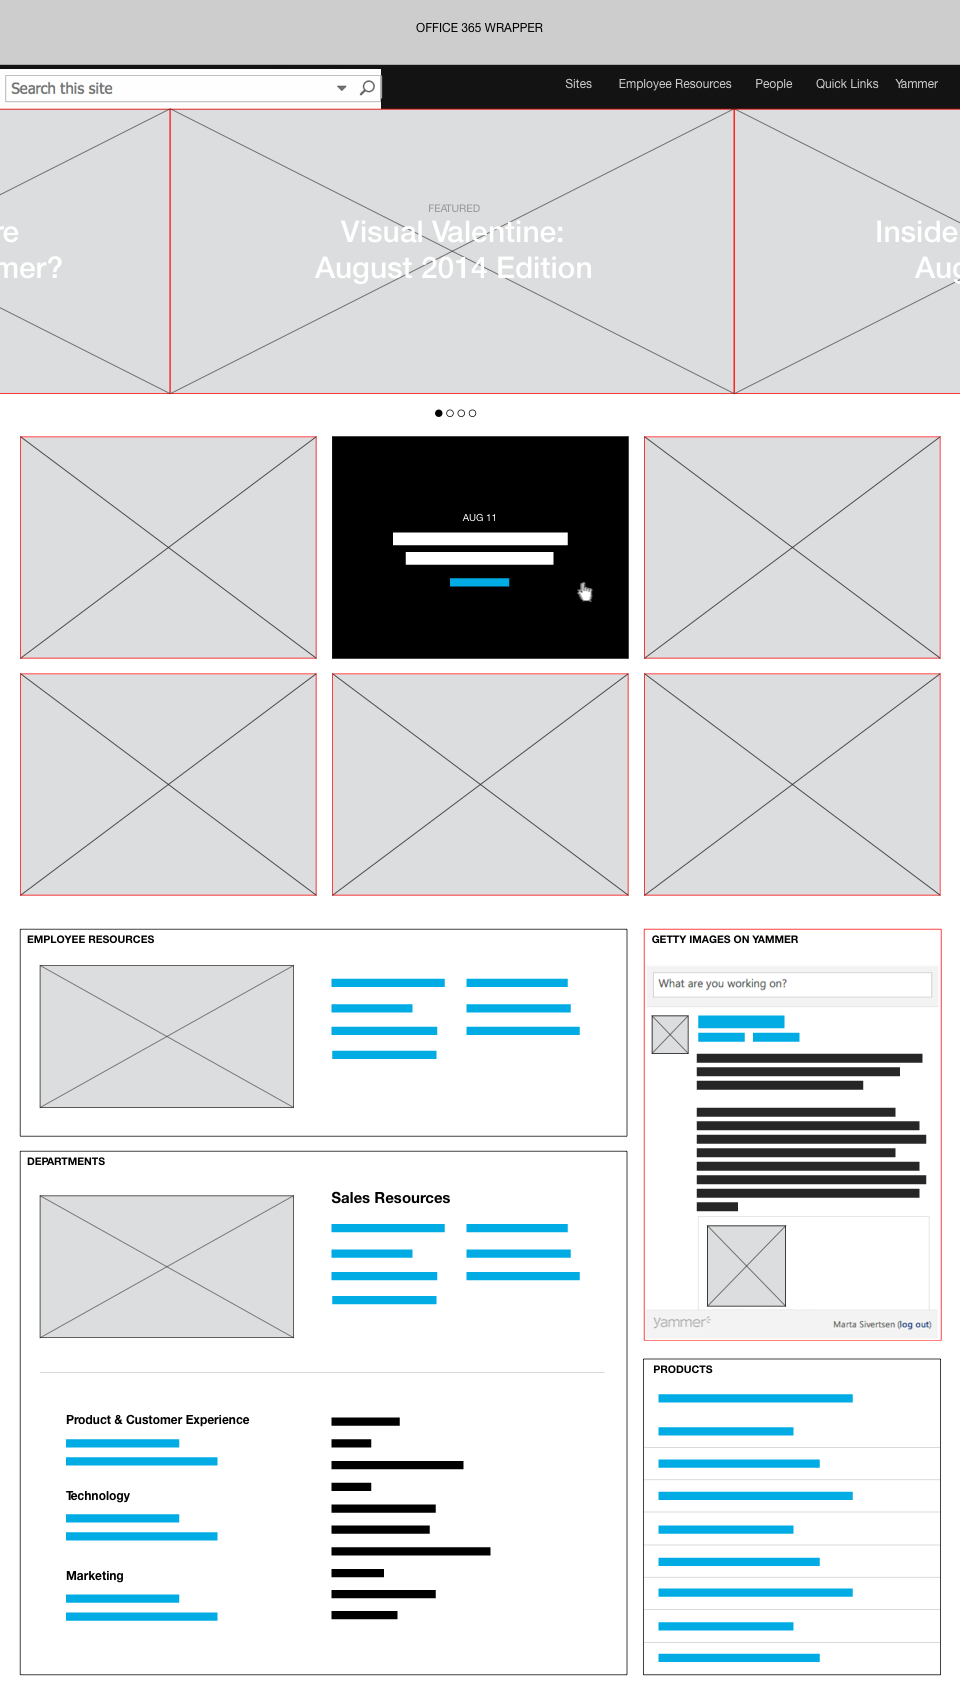 OFFICE 365 WRAPPER
Search this site
Sites Employee Resources People Quick Links Yammer
FEATURED
Visual Valentine:
August 2014 Edition
re
mer?
Inside
Aug
AUG 11
EMPLOYEE RESOURCES
GETTY IMAGES ON YAMMER
What are you working on?
DEPARTMENTS
Sales Resources
yammer
Marta Sivertsen (log out)
PRODUCTS
Product & Customer Experience
Technology
Marketing